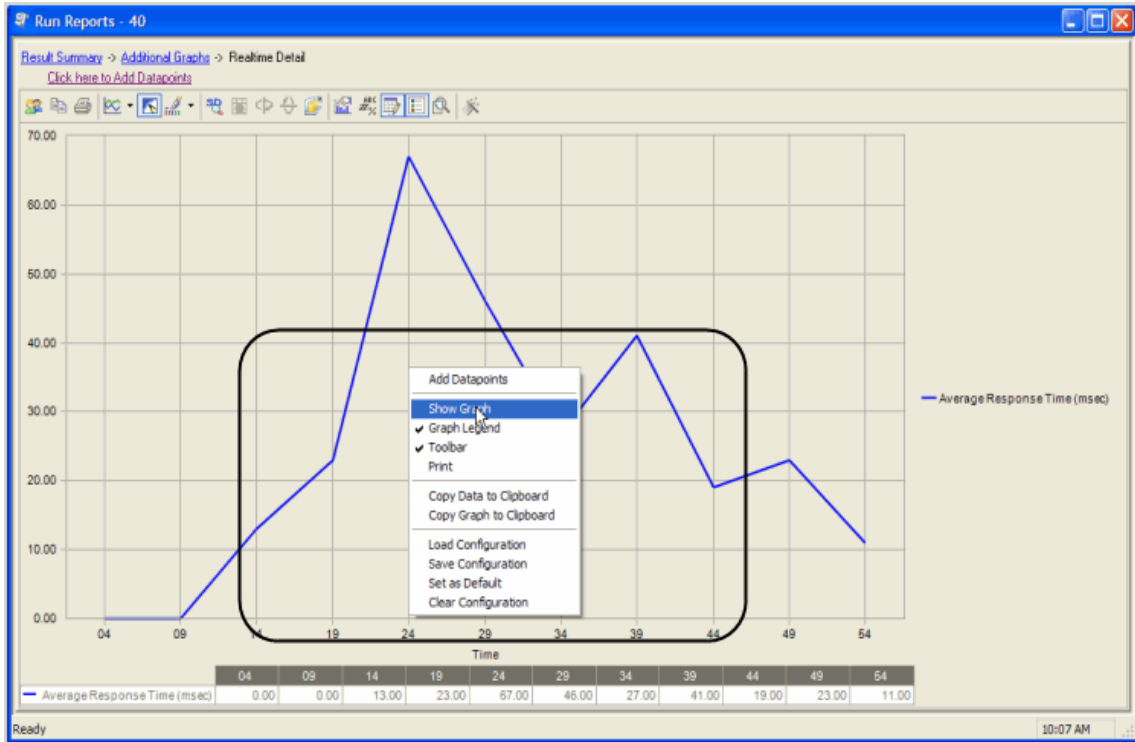 Run Reports - 40
Result Summary -> Additional Graphs -> Realtime Detail
Click here to Add Datapoints
70.00
60.00
50.00
40.00
30.00
20.00
10.00
0.00
Add Datapoints
Show Graph
Graph Legend
Toolbar
Print
Copy Data to Clipboard
Copy Graph to Clipboard
Load Configuration
Save Configuration
Set as Default
Clear Configuration
Average Response Time (msec)
04 09 14 19 24 29 34 39 44 49 54
Time
04 09 14 19 24 29 34 39 44 49 54
Average Response Time (msec) 0.00 0.00 13.00 23.00 67.00 46.00 27.00 41.00 19.00 23.00 11.00
Ready 10:07 AM